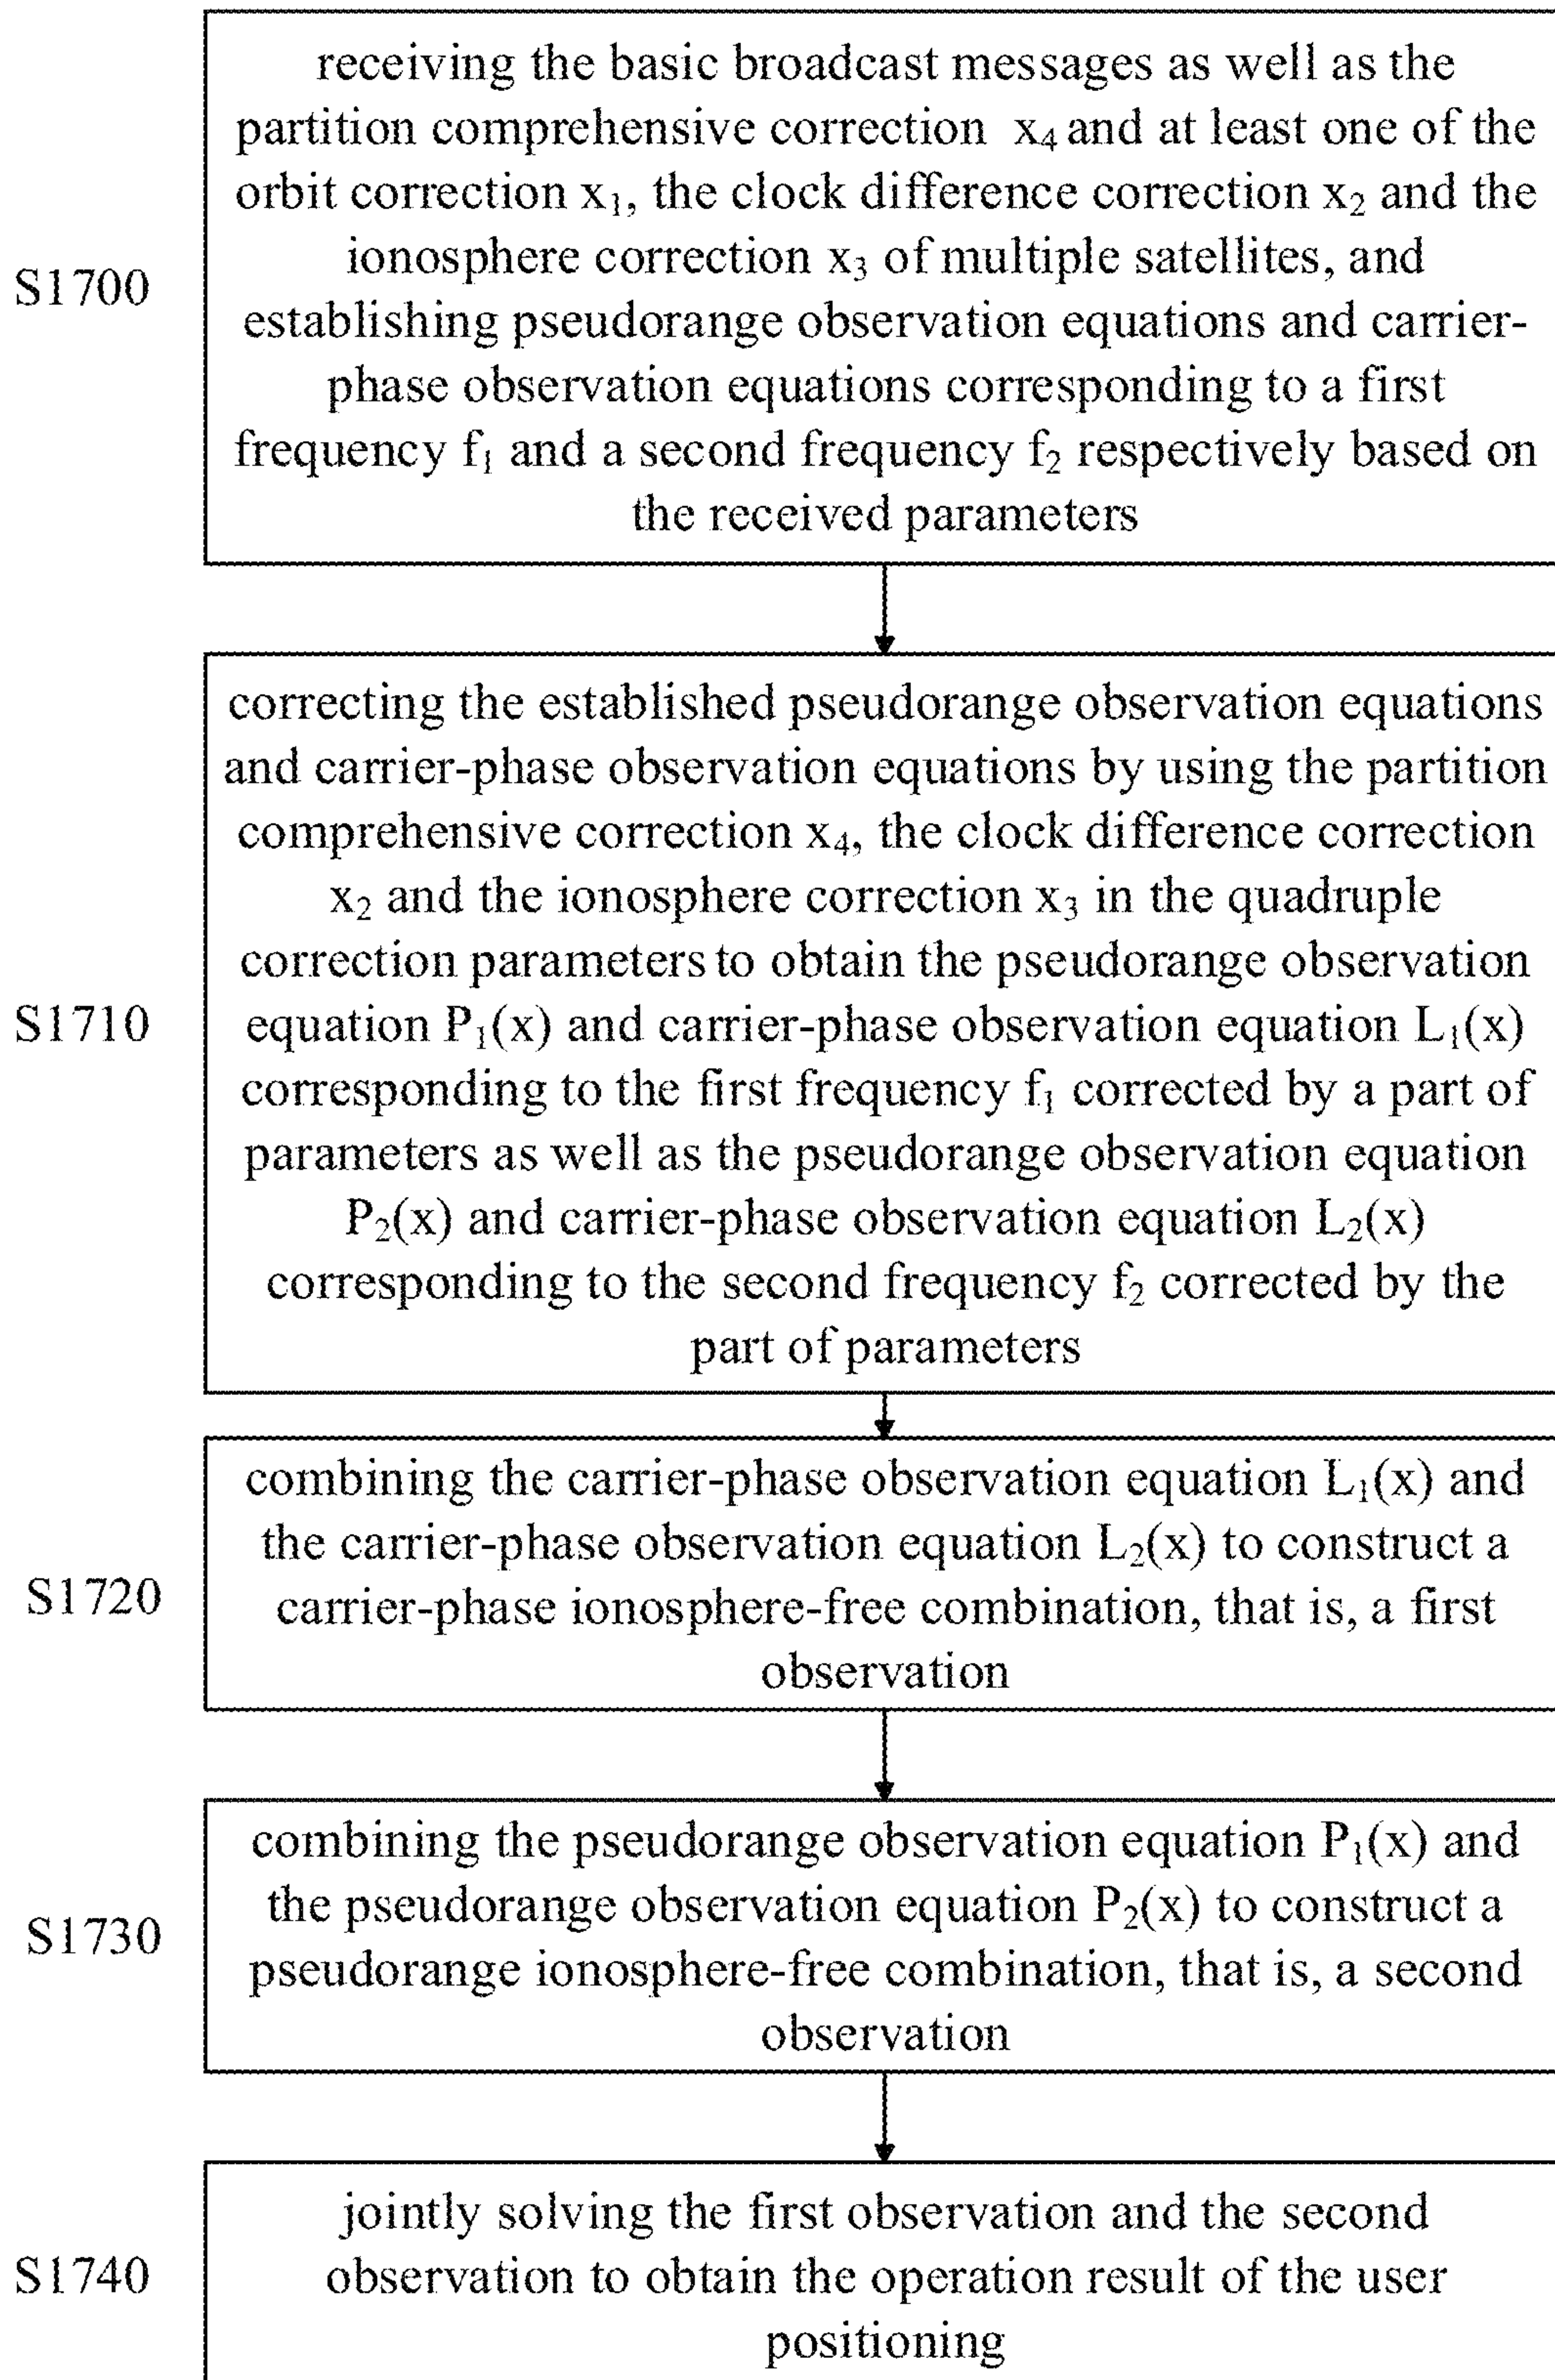 receiving the basic broadcast messages as well as the
partition comprehensive correction x₄ and at least one of the
orbit correction x₁, the clock difference correction x₂ and the
ionosphere correction x₃ of multiple satellites, and
S1700
establishing pseudorange observation equations and carrier-
phase observation equations corresponding to a first
frequency f₁ and a second frequency f₂ respectively based on
the received parameters
correcting the established pseudorange observation equations
and carrier-phase observation equations by using the partition
comprehensive correction x₄, the clock difference correction
x₂ and the ionosphere correction x₃ in the quadruple
correction parameters to obtain the pseudorange observation
S1710
equation P₁(x) and carrier-phase observation equation L₁(x)
corresponding to the first frequency f₁ corrected by a part of
parameters as well as the pseudorange observation equation
P₂(x) and carrier-phase observation equation L₂(x)
corresponding to the second frequency f₂ corrected by the
part of parameters
combining the carrier-phase observation equation L₁(x) and
the carrier-phase observation equation L₂(x) to construct a
S1720
carrier-phase ionosphere-free combination, that is, a first
observation
combining the pseudorange observation equation P₁(x) and
the pseudorange observation equation P₂(x) to construct a
S1730
pseudorange ionosphere-free combination, that is, a second
observation
jointly solving the first observation and the second
S1740
observation to obtain the operation result of the user
positioning